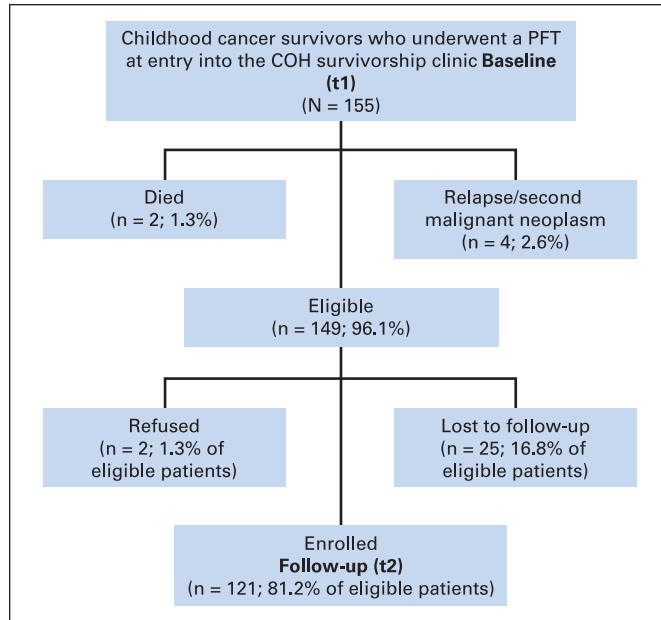 Childhood cancer survivors who underwent a PFT
at entry into the COH survivorship clinic Baseline
(t1)
(N = 155)
Died
(n = 2; 1.3%)
Relapse/second
malignant neoplasm
(n = 4; 2.6%)
Eligible
(n = 149; 96.1%)
Refused
(n = 2; 1.3% of
eligible patients)
Lost to follow-up
(n = 25; 16.8% of
eligible patients)
Enrolled
Follow-up (t2)
(n = 121; 81.2% of eligible patients)